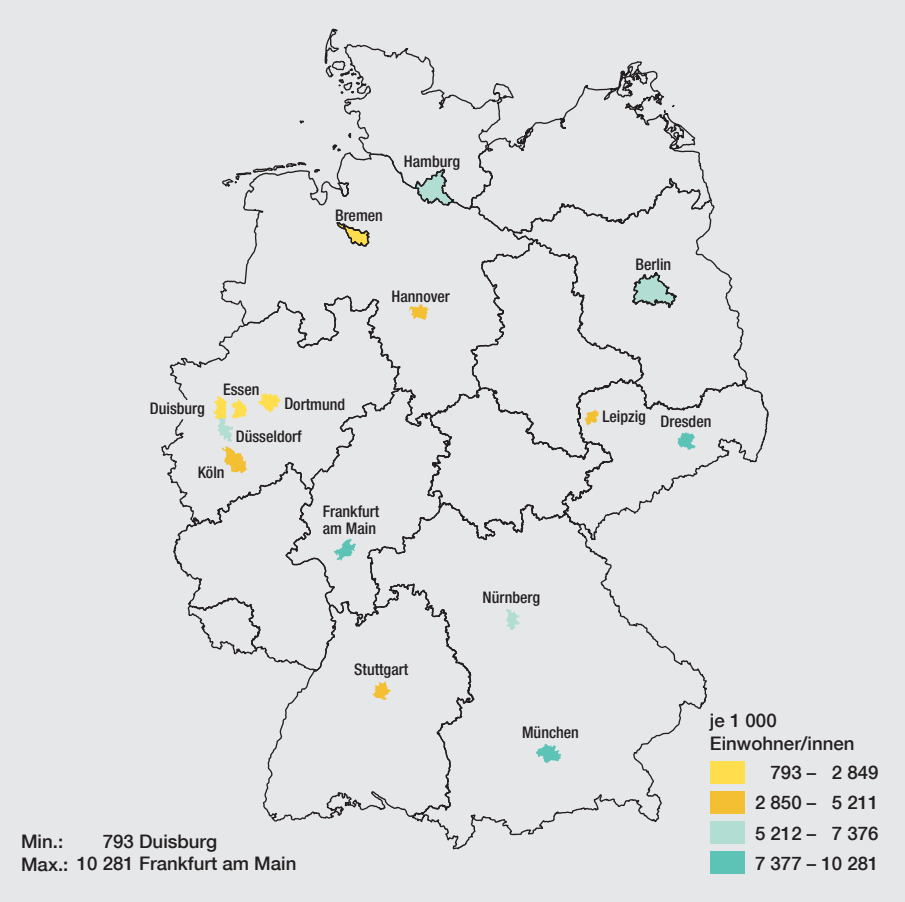 Hamburg
Bremen
Berlin
Hannover
Essen
Duisburg
Dortmund
Düsseldorf
Köln
Leipzig
Dresden
Frankfurt
am Main
Nürnberg
Stuttgart
München
je 1 000
Einwohner/innen
793 – 2 849
2 850 – 5 211
5 212 – 7 376
7 377 – 10 281
Min.: 793 Duisburg
Max.: 10 281 Frankfurt am Main